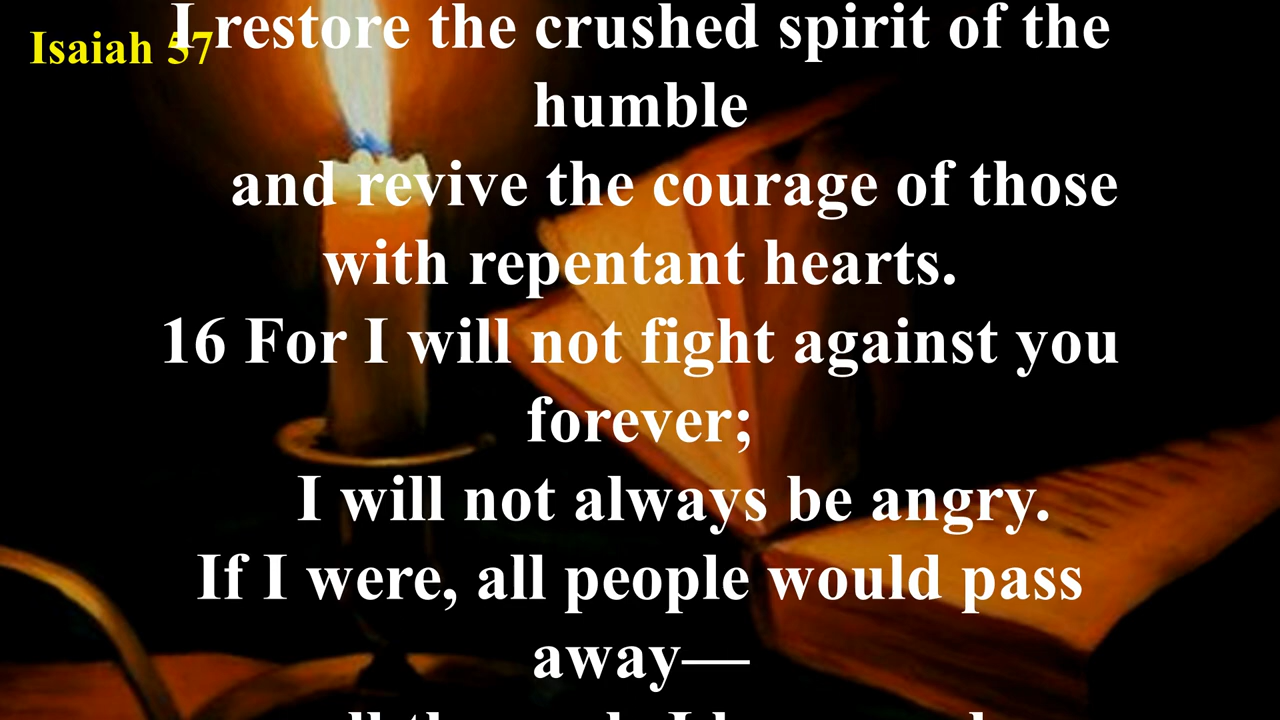 Isaiah 57
I restore the crushed spirit of the
humble
and revive the courage of those
with repentant hearts.
16 For I will not fight against you
forever;
I will not always be angry.
If I were, all people would pass
away—